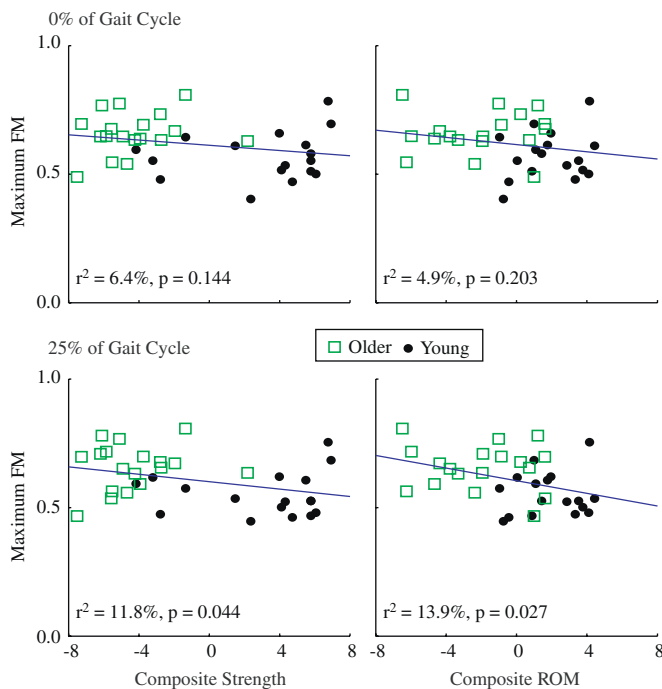 0% of Gait Cycle
1.0
Maximum FM
0.5
r² = 6.4%, p = 0.144
r² = 4.9%, p = 0.203
0.0
25% of Gait Cycle
Older Young
1.0
Maximum FM
0.5
r² = 11.8%, p = 0.044
r² = 13.9%, p = 0.027
0.0
-8 -4 0 4 8 -8 -4 0 4 8
Composite Strength Composite ROM